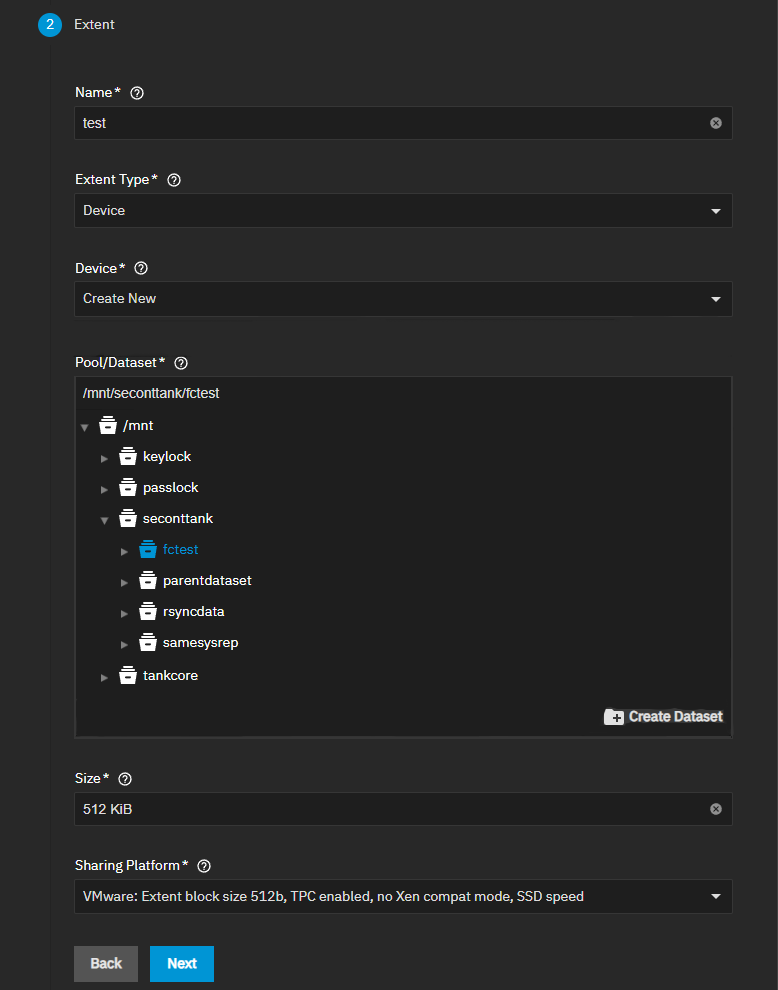 2 Extent
Name*
test
Extent Type*
Device
Device*
Create New
Pool/Dataset*
/mnt/seconttank/fctest
/mnt
keylock
passlock
seconttank
fctest
parentdataset
rsyncdata
samesysrep
tankcore
Create Dataset
Size*
512 KiB
Sharing Platform*
VMware: Extent block size 512b, TPC enabled, no Xen compat mode, SSD speed
Back Next